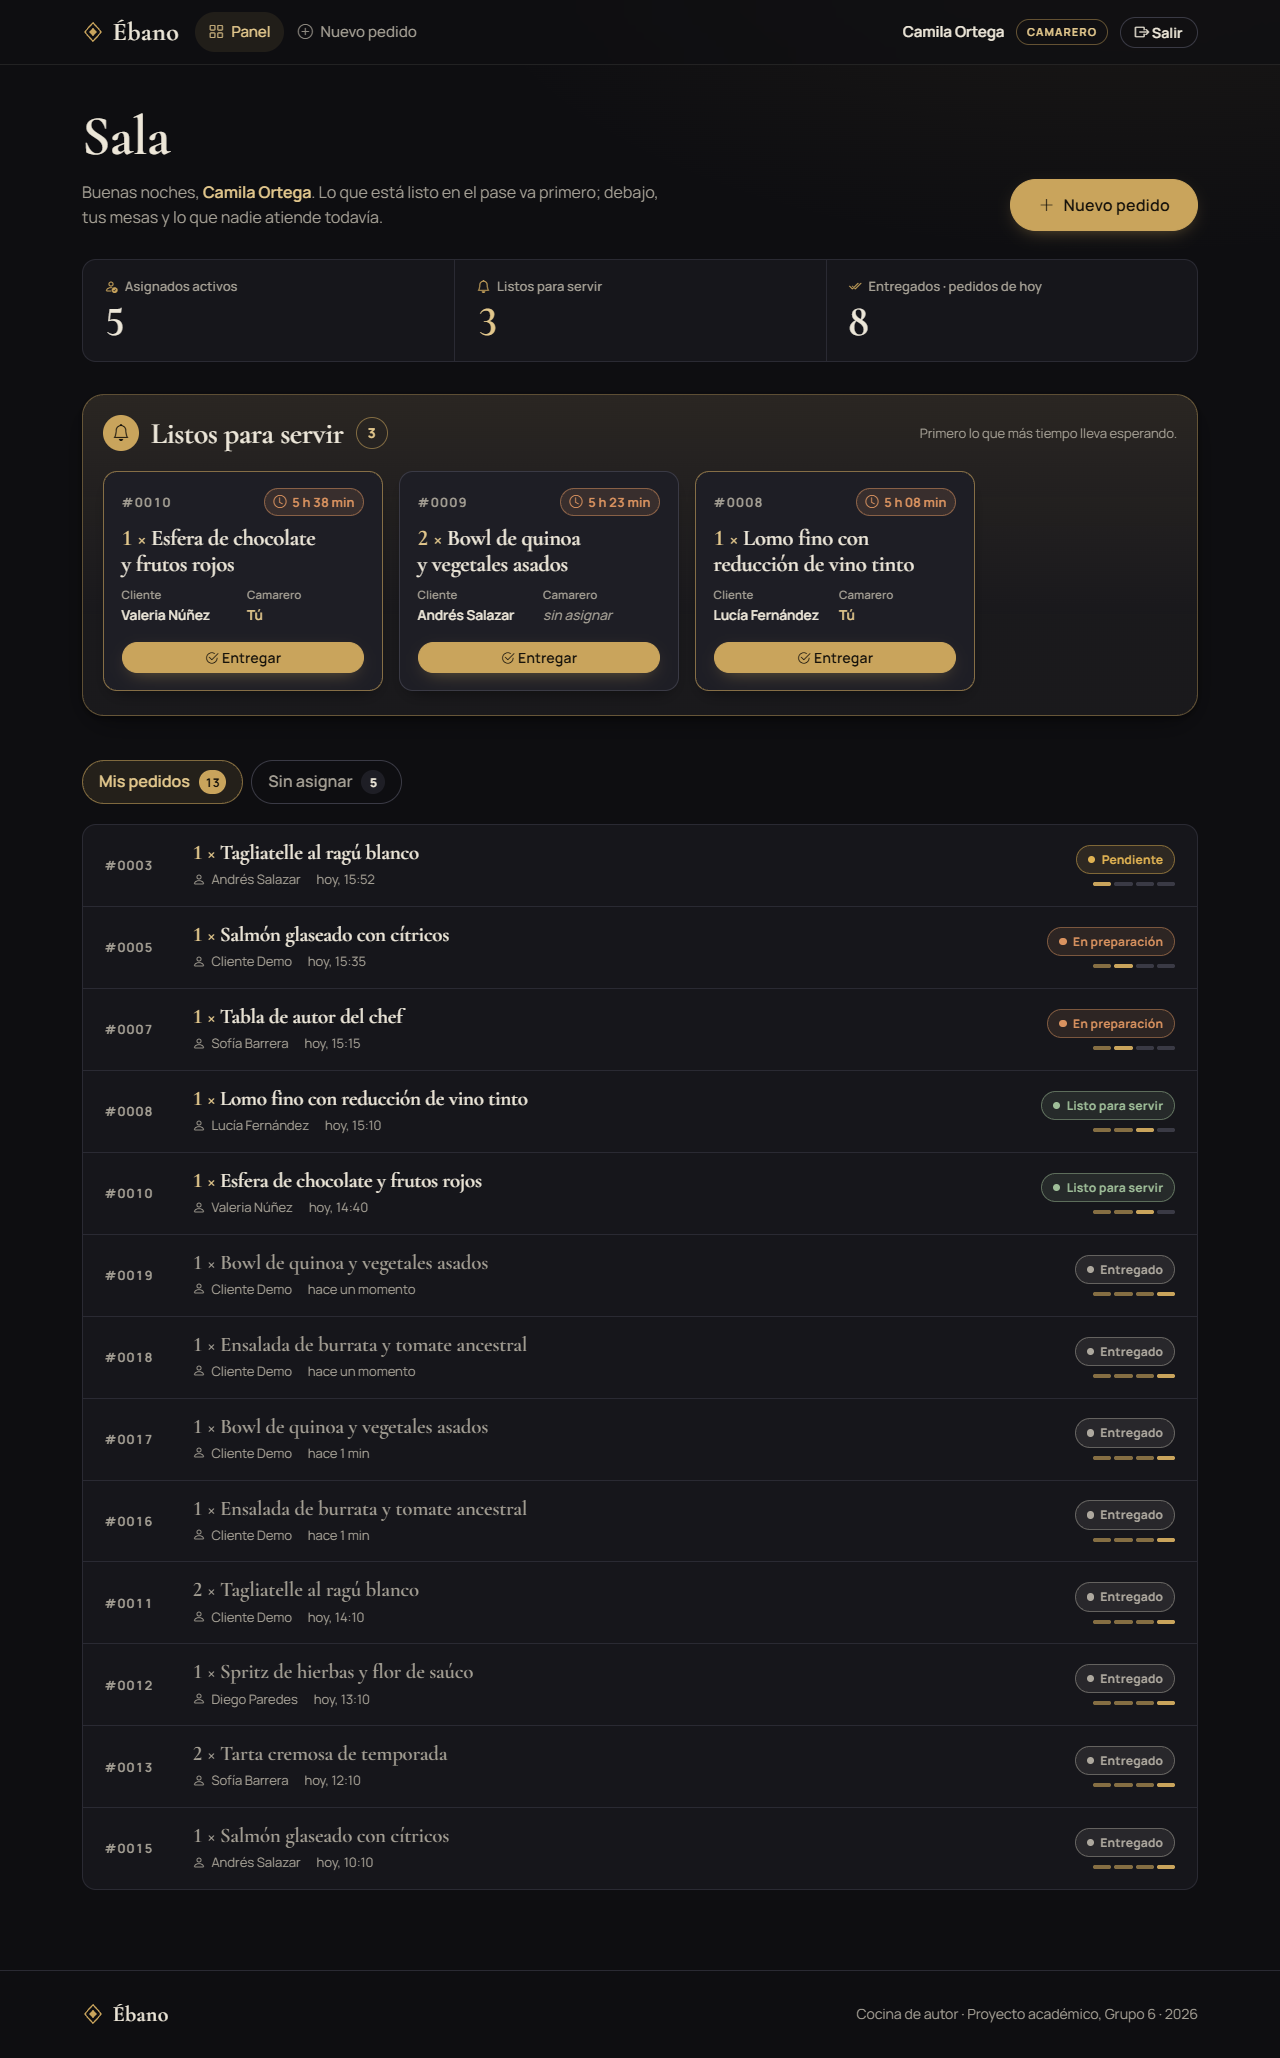 Ébano
Panel
Nuevo pedido
Camila Ortega
CAMARERO
Salir
Sala
Buenas noches, Camila Ortega. Lo que está listo en el pase va primero; debajo,
tus mesas y lo que nadie atiende todavía.
Nuevo pedido
Asignados activos
5
Listos para servir
3
Entregados · pedidos de hoy
8
Listos para servir 3
Primero lo que más tiempo lleva esperando.
#0010
5 h 38 min
1 × Esfera de chocolate
y frutos rojos
Cliente
Camarero
Valeria Núñez
Tú
Entregar
#0009
5 h 23 min
2 × Bowl de quinoa
y vegetales asados
Cliente
Camarero
Andrés Salazar
sin asignar
Entregar
#0008
5 h 08 min
1 × Lomo fino con
reducción de vino tinto
Cliente
Camarero
Lucía Fernández
Tú
Entregar
Mis pedidos 13
Sin asignar 5
#0003
1 × Tagliatelle al ragú blanco
Andrés Salazar hoy, 15:52
Pendiente
#0005
1 × Salmón glaseado con cítricos
Cliente Demo hoy, 15:35
En preparación
#0007
1 × Tabla de autor del chef
Sofía Barrera hoy, 15:15
En preparación
#0008
1 × Lomo fino con reducción de vino tinto
Lucía Fernández hoy, 15:10
Listo para servir
#0010
1 × Esfera de chocolate y frutos rojos
Valeria Núñez hoy, 14:40
Listo para servir
#0019
1 × Bowl de quinoa y vegetales asados
Cliente Demo hace un momento
Entregado
#0018
1 × Ensalada de burrata y tomate ancestral
Cliente Demo hace un momento
Entregado
#0017
1 × Bowl de quinoa y vegetales asados
Cliente Demo hace 1 min
Entregado
#0016
1 × Ensalada de burrata y tomate ancestral
Cliente Demo hace 1 min
Entregado
#0011
2 × Tagliatelle al ragú blanco
Cliente Demo hoy, 14:10
Entregado
#0012
1 × Spritz de hierbas y flor de saúco
Diego Paredes hoy, 13:10
Entregado
#0013
2 × Tarta cremosa de temporada
Sofía Barrera hoy, 12:10
Entregado
#0015
1 × Salmón glaseado con cítricos
Andrés Salazar hoy, 10:10
Entregado
Ébano
Cocina de autor · Proyecto académico, Grupo 6 · 2026